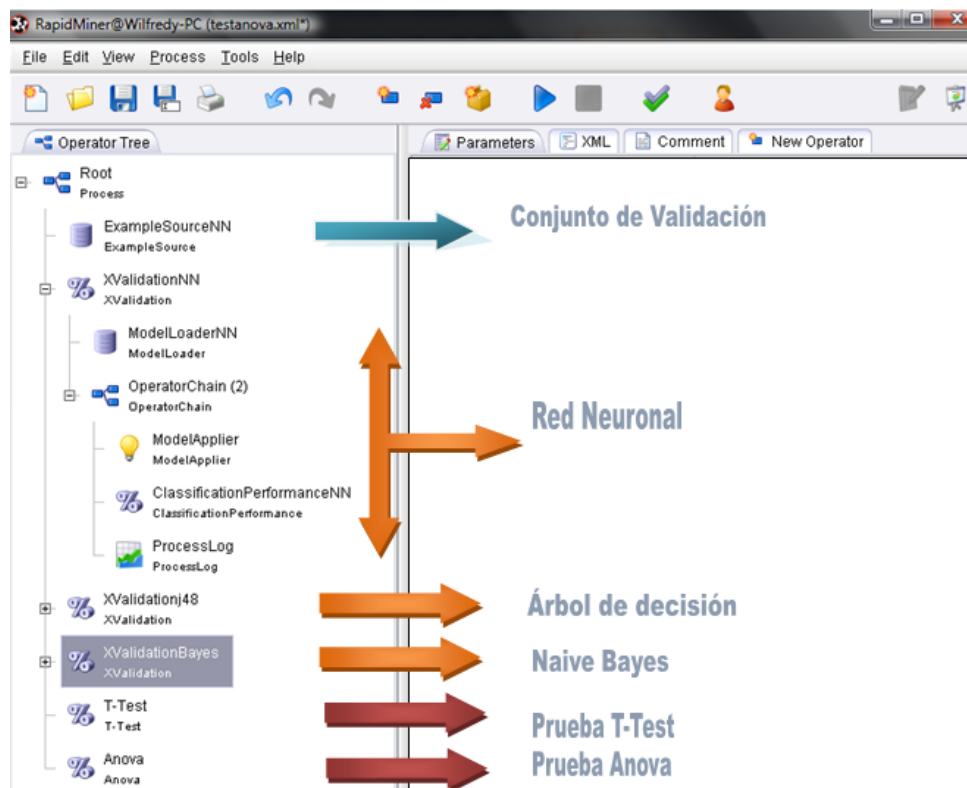 RapidMiner@Wilfredy-PC (testanova.xml*)
File Edit View Process Tools Help
Operator Tree
Parameters XML Comment New Operator
Root
Process
ExampleSourceNN
ExampleSource
Conjunto de Validación
XValidationNN
XValidation
ModelLoaderNN
ModelLoader
OperatorChain (2)
OperatorChain
Red Neuronal
ModelApplier
ModelApplier
ClassificationPerformanceNN
ClassificationPerformance
ProcessLog
ProcessLog
XValidationj48
XValidation
Árbol de decisión
XValidationBayes
XValidation
Naive Bayes
T-Test
T-Test
Prueba T-Test
Anova
Anova
Prueba Anova